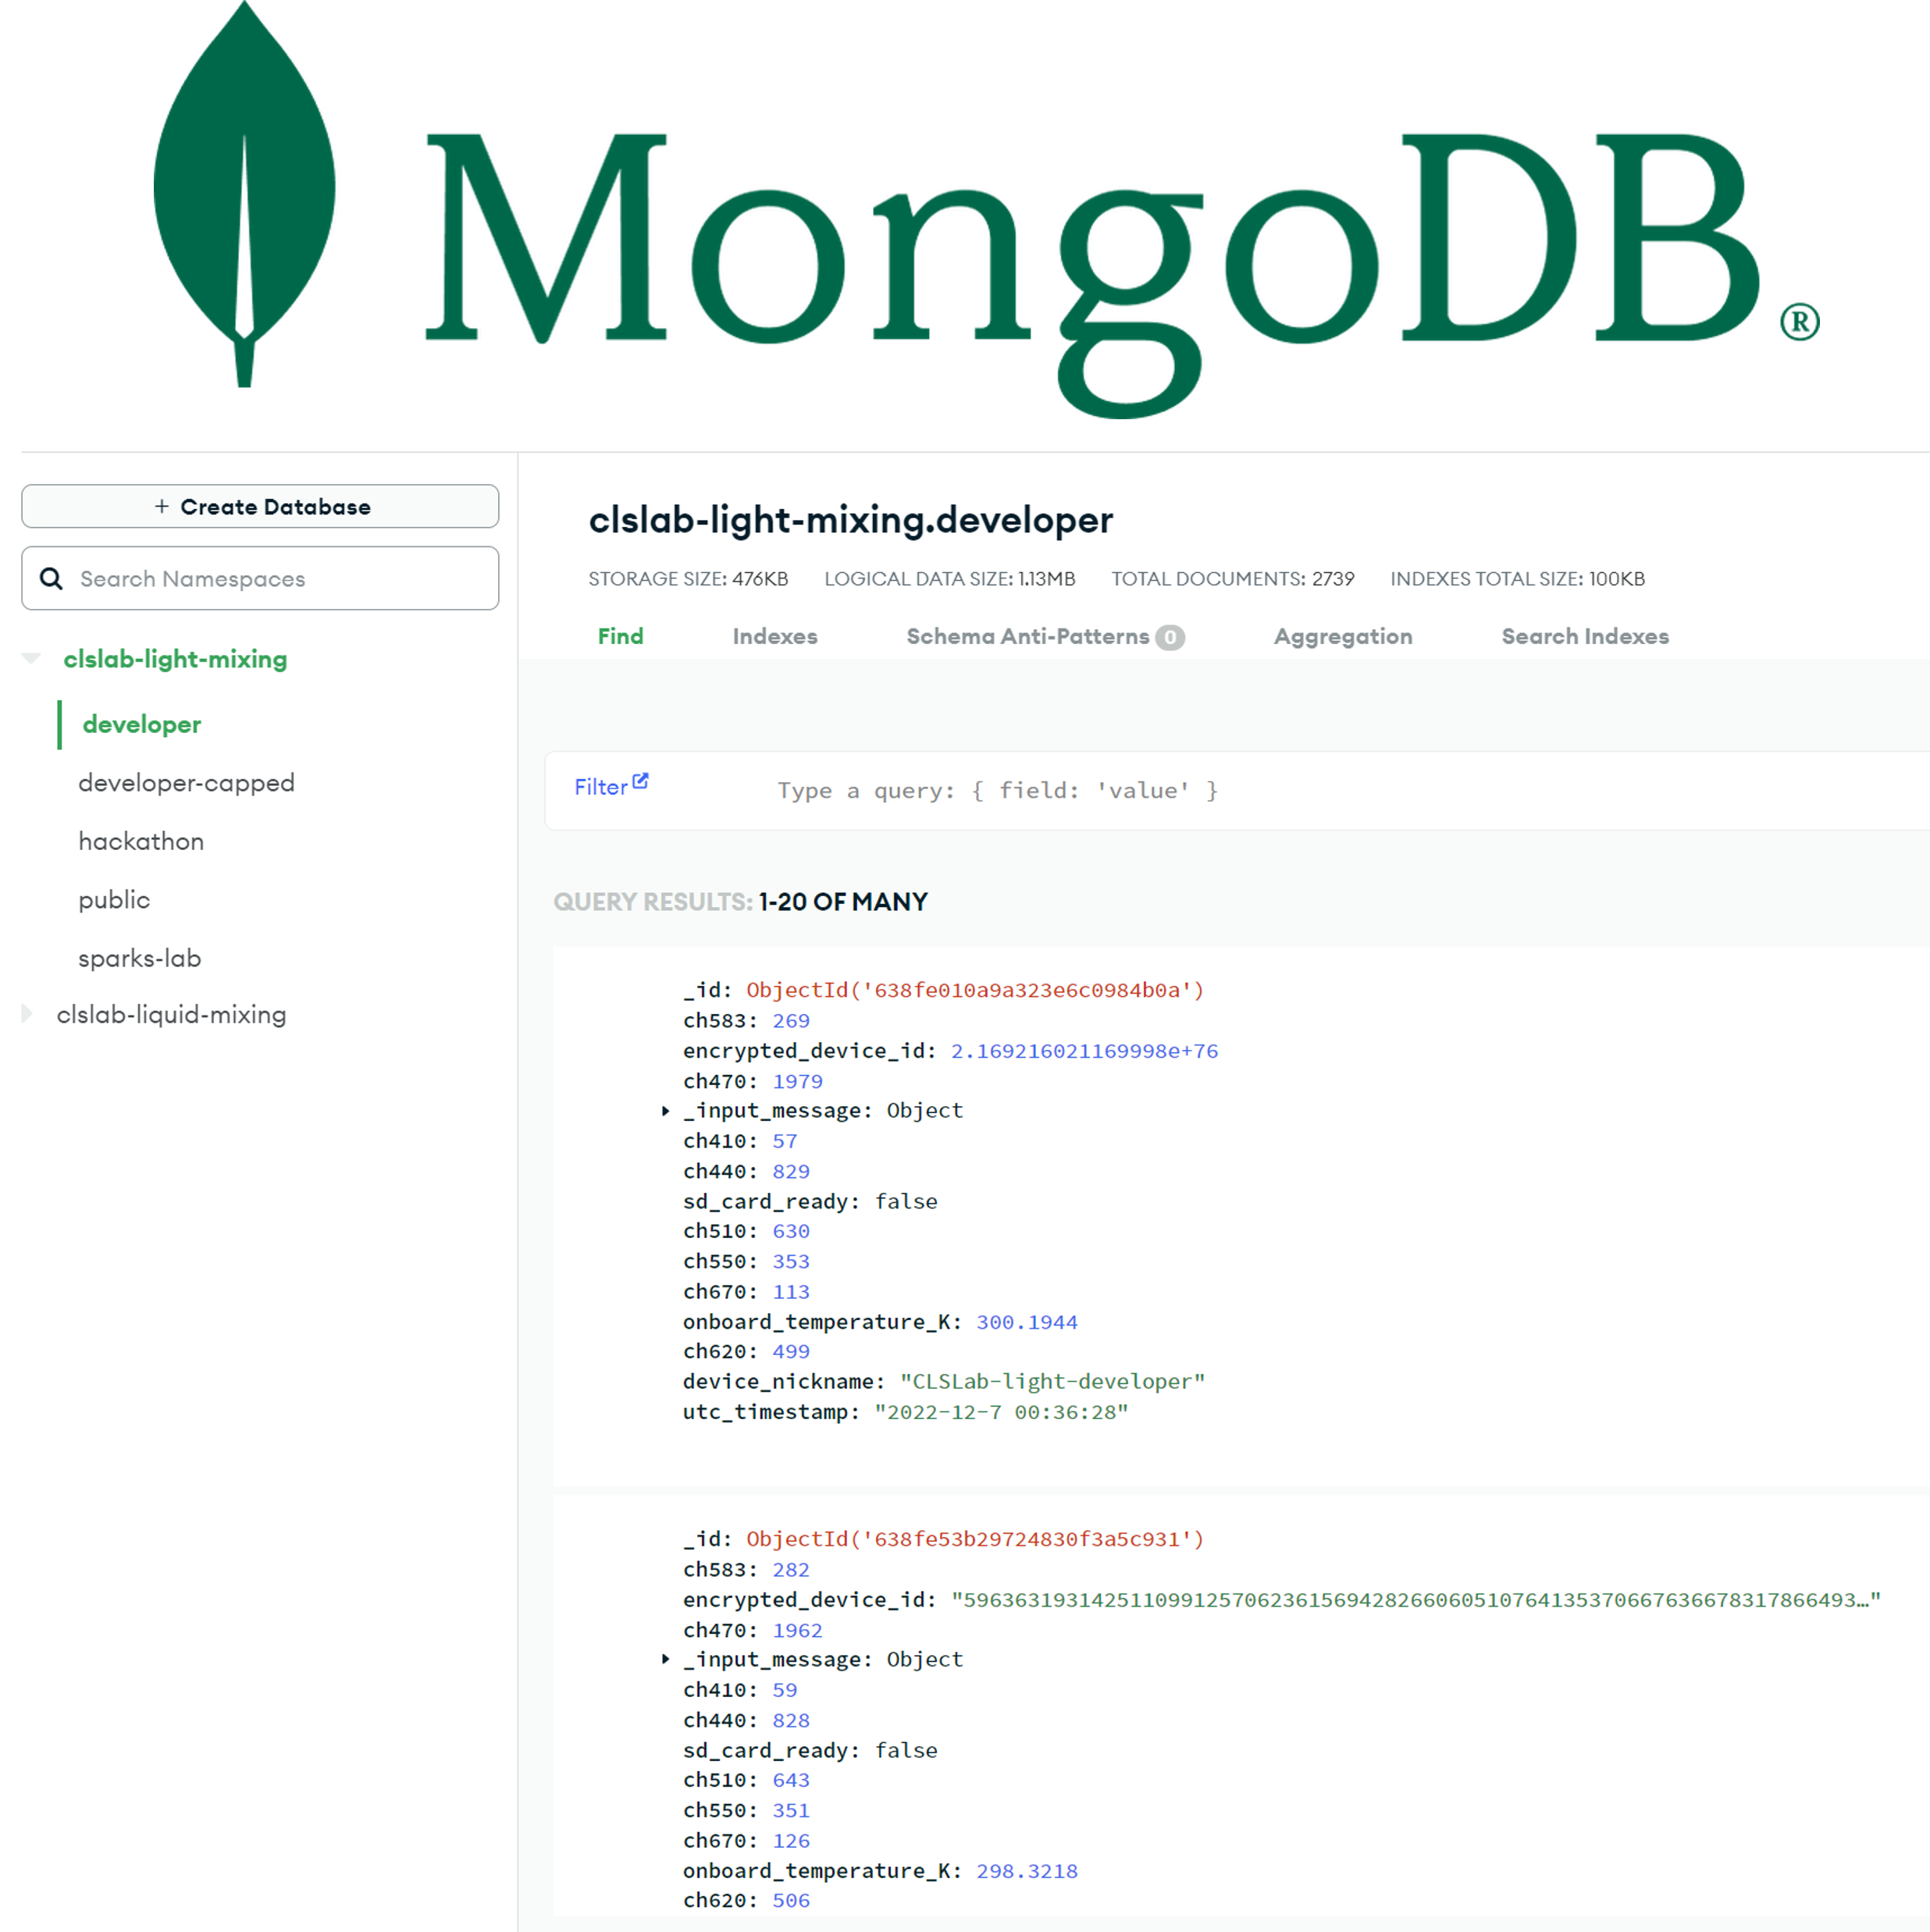 MongoDB®
+ Create Database
Search Namespaces
clslab-light-mixing
developer
developer-capped
hackathon
public
sparks-lab
clslab-liquid-mixing
clslab-light-mixing.developer
STORAGE SIZE: 476KB LOGICAL DATA SIZE: 1.13MB TOTAL DOCUMENTS: 2739 INDEXES TOTAL SIZE: 100KB
Find Indexes Schema Anti-Patterns 0 Aggregation Search Indexes
Filter Type a query: { field: 'value' }
QUERY RESULTS: 1-20 OF MANY
_id: ObjectId('638fe010a9a323e6c0984b0a')
ch583: 269
encrypted_device_id: 2.169216021169998e+76
ch470: 1979
_input_message: Object
ch410: 57
ch440: 829
sd_card_ready: false
ch510: 630
ch550: 353
ch670: 113
onboard_temperature_K: 300.1944
ch620: 499
device_nickname: "CLSLab-light-developer"
utc_timestamp: "2022-12-7 00:36:28"
_id: ObjectId('638fe53b29724830f3a5c931')
ch583: 282
encrypted_device_id: "59636319314251109912570623615694282660605107641353706676366783178664​93…"
ch470: 1962
_input_message: Object
ch410: 59
ch440: 828
sd_card_ready: false
ch510: 643
ch550: 351
ch670: 126
onboard_temperature_K: 298.3218
ch620: 506